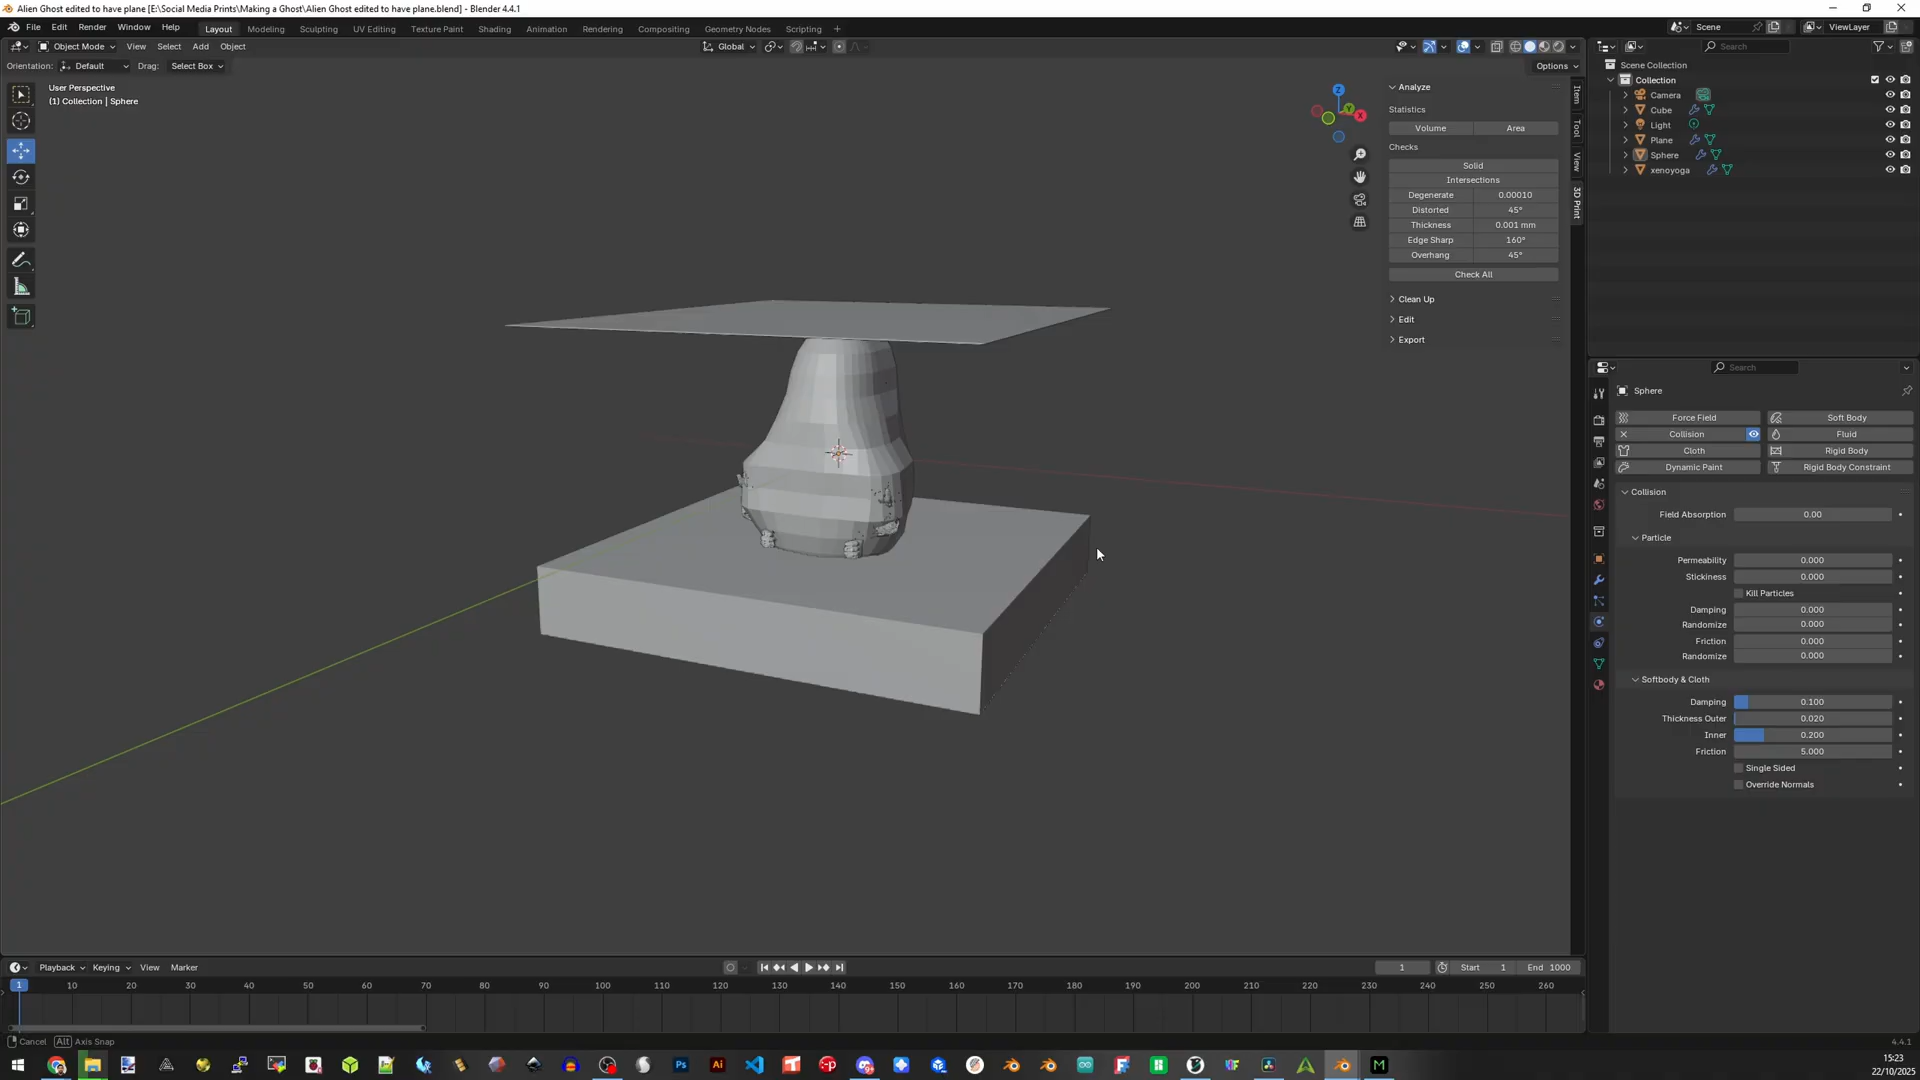 Alien Ghost edited to have plane [E:\Social Media Prints\Making a Ghost\Alien Ghost edited to have plane.blend] - Blender 4.4.1
File Edit Render Window Help Layout Modeling Sculpting UV Editing Texture Paint Shading Animation Rendering Compositing Geometry Nodes Scripting + Scene ViewLayer
Object Mode View Select Add Object Global Search
Orientation: Default Drag: Select Box Options
User Perspective
(1) Collection | Sphere
Z
Y
X
Analyze
Statistics
Volume Area
Checks
Solid
Intersections
Degenerate 0.00010
Distorted 45°
Thickness 0.001 mm
Edge Sharp 160°
Overhang 45°
Check All
Clean Up
Edit
Export
Item
Tool
View
3D Print
Scene Collection
Collection
Camera
Cube
Light
Plane
Sphere
xenoyoga
Search
Sphere
Force Field Soft Body
Collision Fluid
Cloth Rigid Body
Dynamic Paint Rigid Body Constraint
Collision
Field Absorption 0.00
Particle
Permeability 0.000
Stickiness 0.000
Kill Particles
Damping 0.000
Randomize 0.000
Friction 0.000
Randomize 0.000
Softbody & Cloth
Damping 0.100
Thickness Outer 0.020
Inner 0.200
Friction 5.000
Single Sided
Override Normals
Playback Keying View Marker 1 Start 1 End 1000
1 10 20 30 40 50 60 70 80 90 100 110 120 130 140 150 160 170 180 190 200 210 220 230 240 250 260
Cancel Alt Axis Snap 4.4.1
Ps Ai M
15:23
22/10/2025